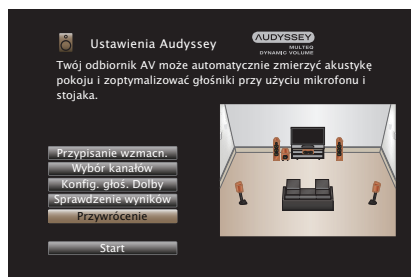 Ustawienia Audyssey
AUDYSSEY
MULTEQ
DYNAMIC VOLUME
Twój odbiornik AV może automatycznie zmierzyć akustykę
pokoju i zoptymalizować głośniki przy użyciu mikrofonu i
stojaka.
Przypisanie wzmacn.
Wybór kanałów
Konfig. głoś. Dolby
Sprawdzenie wyników
Przywrócenie
Start